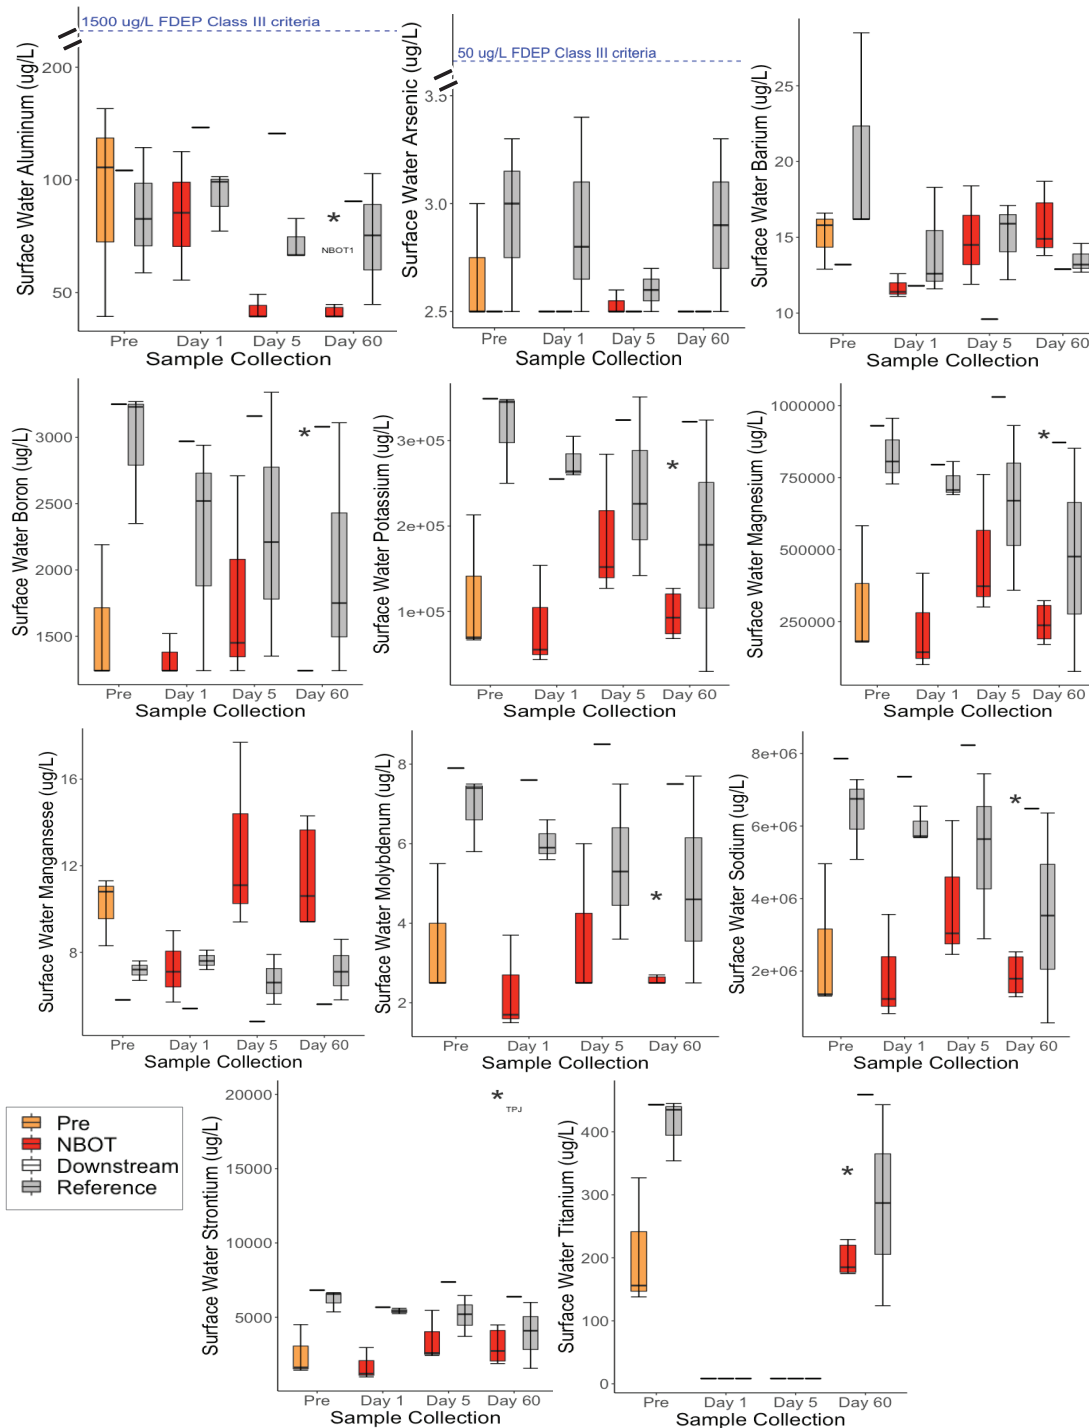 1500 ug/L FDEP Class III criteria
Surface Water Aluminum (ug/L)
200
100
50
*
NBOT1
Pre Day 1 Day 5 Day 60
Sample Collection
50 ug/L FDEP Class III criteria
Surface Water Arsenic (ug/L)
3.5
3.0
2.5
Pre Day 1 Day 5 Day 60
Sample Collection
Surface Water Barium (ug/L)
25
20
15
10
Pre Day 1 Day 5 Day 60
Sample Collection
Surface Water Boron (ug/L)
3000
2500
2000
1500
*
Pre Day 1 Day 5 Day 60
Sample Collection
Surface Water Potassium (ug/L)
3e+05
2e+05
1e+05
*
Pre Day 1 Day 5 Day 60
Sample Collection
Surface Water Magnesium (ug/L)
1000000
750000
500000
250000
*
Pre Day 1 Day 5 Day 60
Sample Collection
Surface Water Mangansese (ug/L)
16
12
8
Pre Day 1 Day 5 Day 60
Sample Collection
Surface Water Molybdenum (ug/L)
8
6
4
2
*
Pre Day 1 Day 5 Day 60
Sample Collection
Surface Water Sodium (ug/L)
8e+06
6e+06
4e+06
2e+06
*
Pre Day 1 Day 5 Day 60
Sample Collection
Pre
NBOT
Downstream
Reference
Surface Water Strontium (ug/L)
20000
15000
10000
5000
*
TPJ
Pre Day 1 Day 5 Day 60
Sample Collection
Surface Water Titanium (ug/L)
400
300
200
100
0
*
Pre Day 1 Day 5 Day 60
Sample Collection